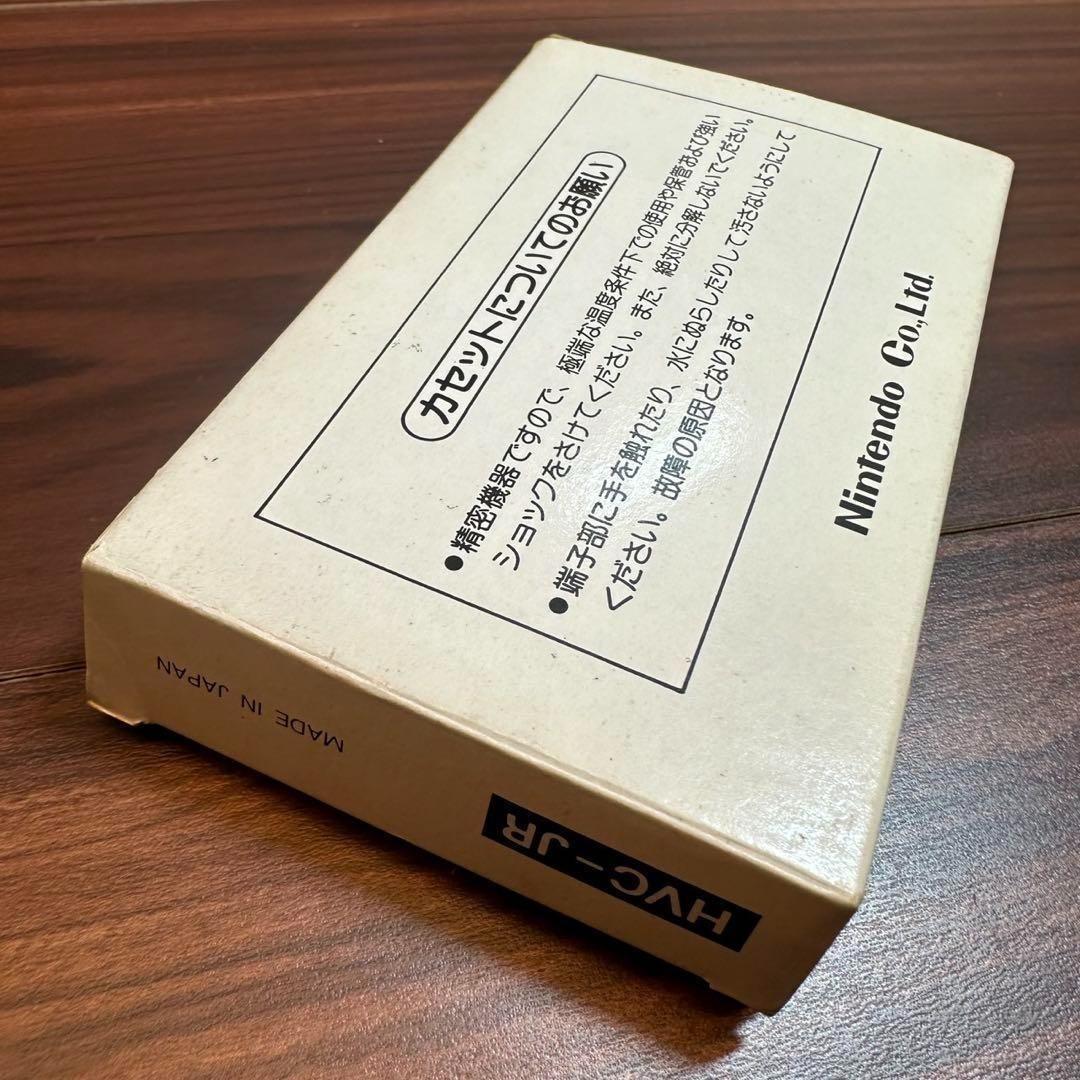 カセットについてのお願い
●精密機器ですので、極端な温度条件下での使用や保管および強い
ショックをさけてください。また、絶対に分解しないでください。
●端子部に手を触れたり、水にぬらしたりして汚さないようにして
ください。故障の原因となります。
Nintendo Co.,Ltd.
MADE IN JAPAN
HVC-JR